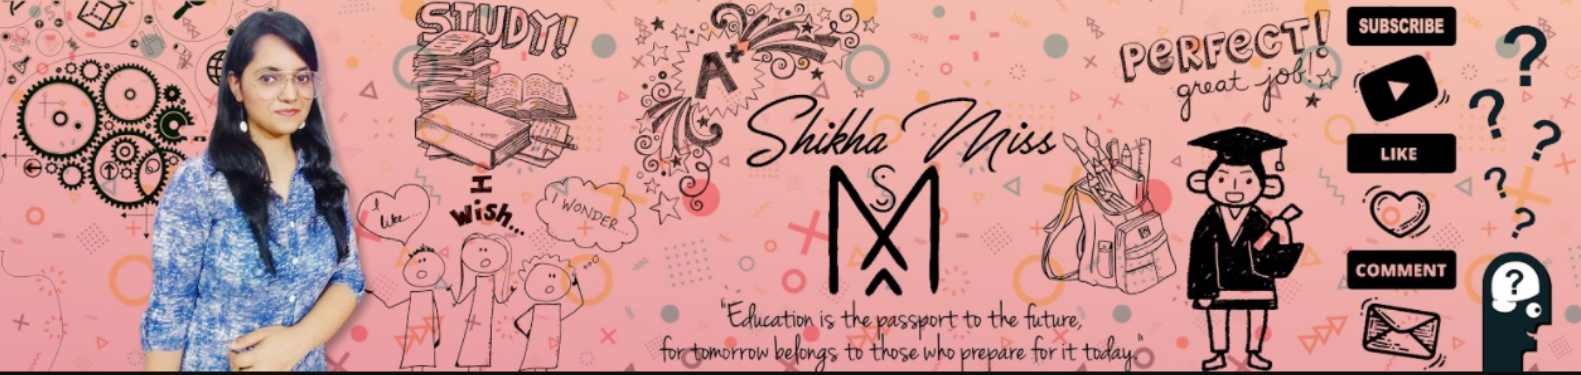 STUDY!
I
Wish...
I like....
I WONDER...
A+
Shikha Miss
S
M
"Education is the passport to the future,
for tomorrow belongs to those who prepare for it today."
PERFECT!
great job!
SUBSCRIBE
LIKE
COMMENT
?
?
?
?
?
?